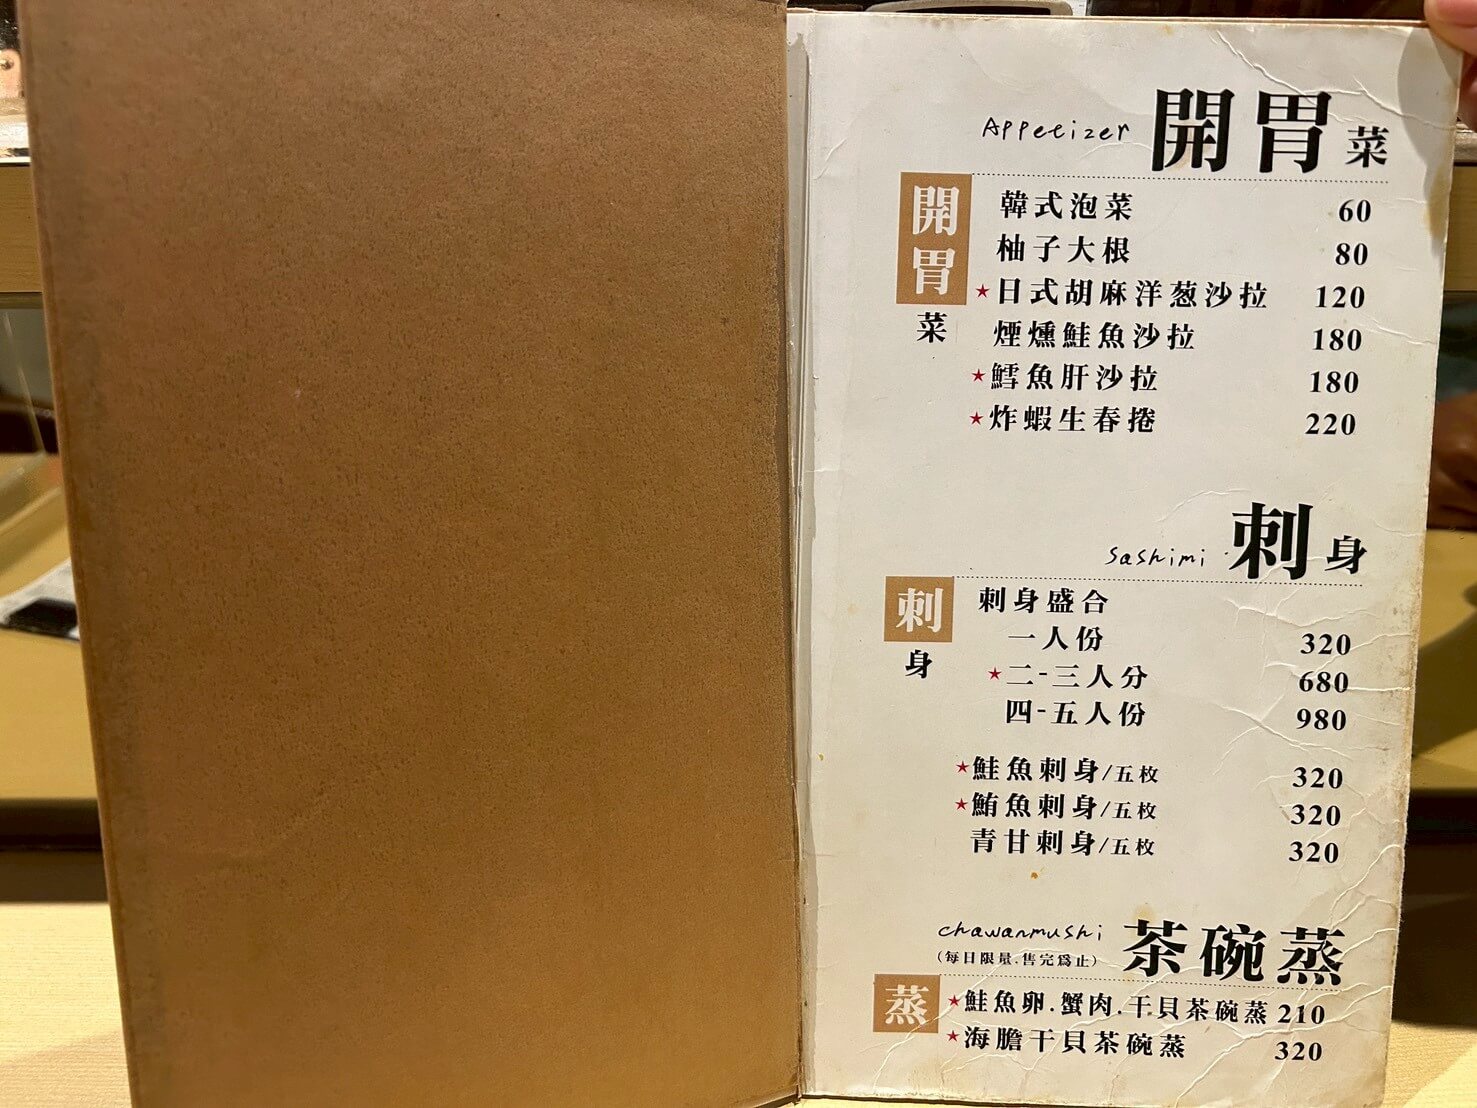 Appetizer 開胃菜
開胃菜
韓式泡菜 60
柚子大根 80
★日式胡麻洋葱沙拉 120
煙燻鮭魚沙拉 180
★鱈魚肝沙拉 180
★炸蝦生春捲 220
sashimi 刺身
刺身
刺身盛合
一人份 320
★二-三人分 680
四-五人份 980
★鮭魚刺身/五枚 320
★鮪魚刺身/五枚 320
青甘刺身/五枚 320
chawanmushi 茶碗蒸
(每日限量.售完爲止)
蒸
★鮭魚卵.蟹肉.干貝茶碗蒸 210
★海膽干貝茶碗蒸 320